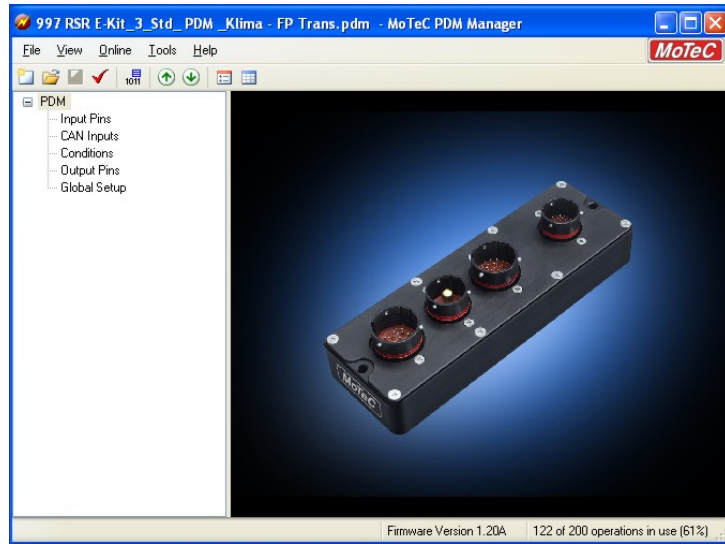 997 RSR E-Kit_3_Std_ PDM _Klima - FP Trans.pdm - MoTeC PDM Manager
File View Online Tools Help
MoTeC
1011
PDM
Input Pins
CAN Inputs
Conditions
Output Pins
Global Setup
MoTeC
Firmware Version 1.20A 122 of 200 operations in use (61%)